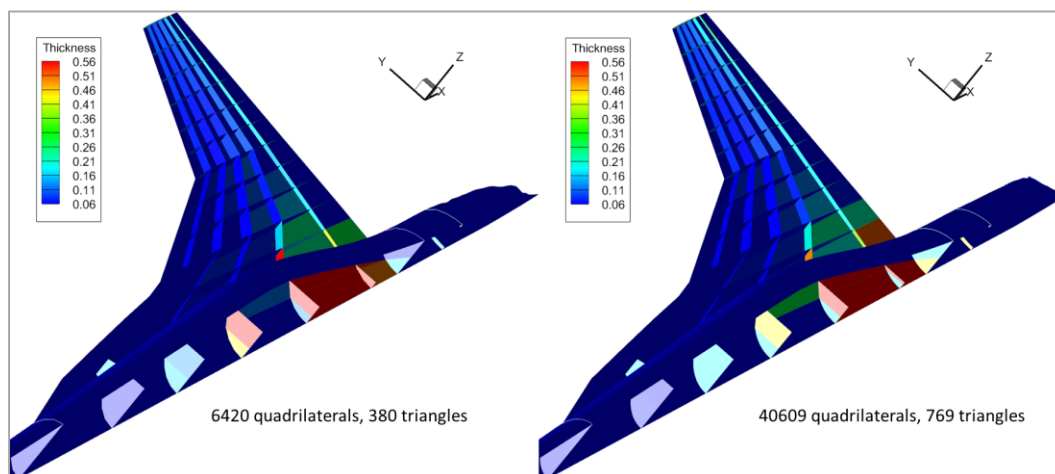 Thickness
0.56
0.51
0.46
0.41
0.36
0.31
0.26
0.21
0.16
0.11
0.06
Y
Z
X
6420 quadrilaterals, 380 triangles
Thickness
0.56
0.51
0.46
0.41
0.36
0.31
0.26
0.21
0.16
0.11
0.06
Y
Z
X
40609 quadrilaterals, 769 triangles